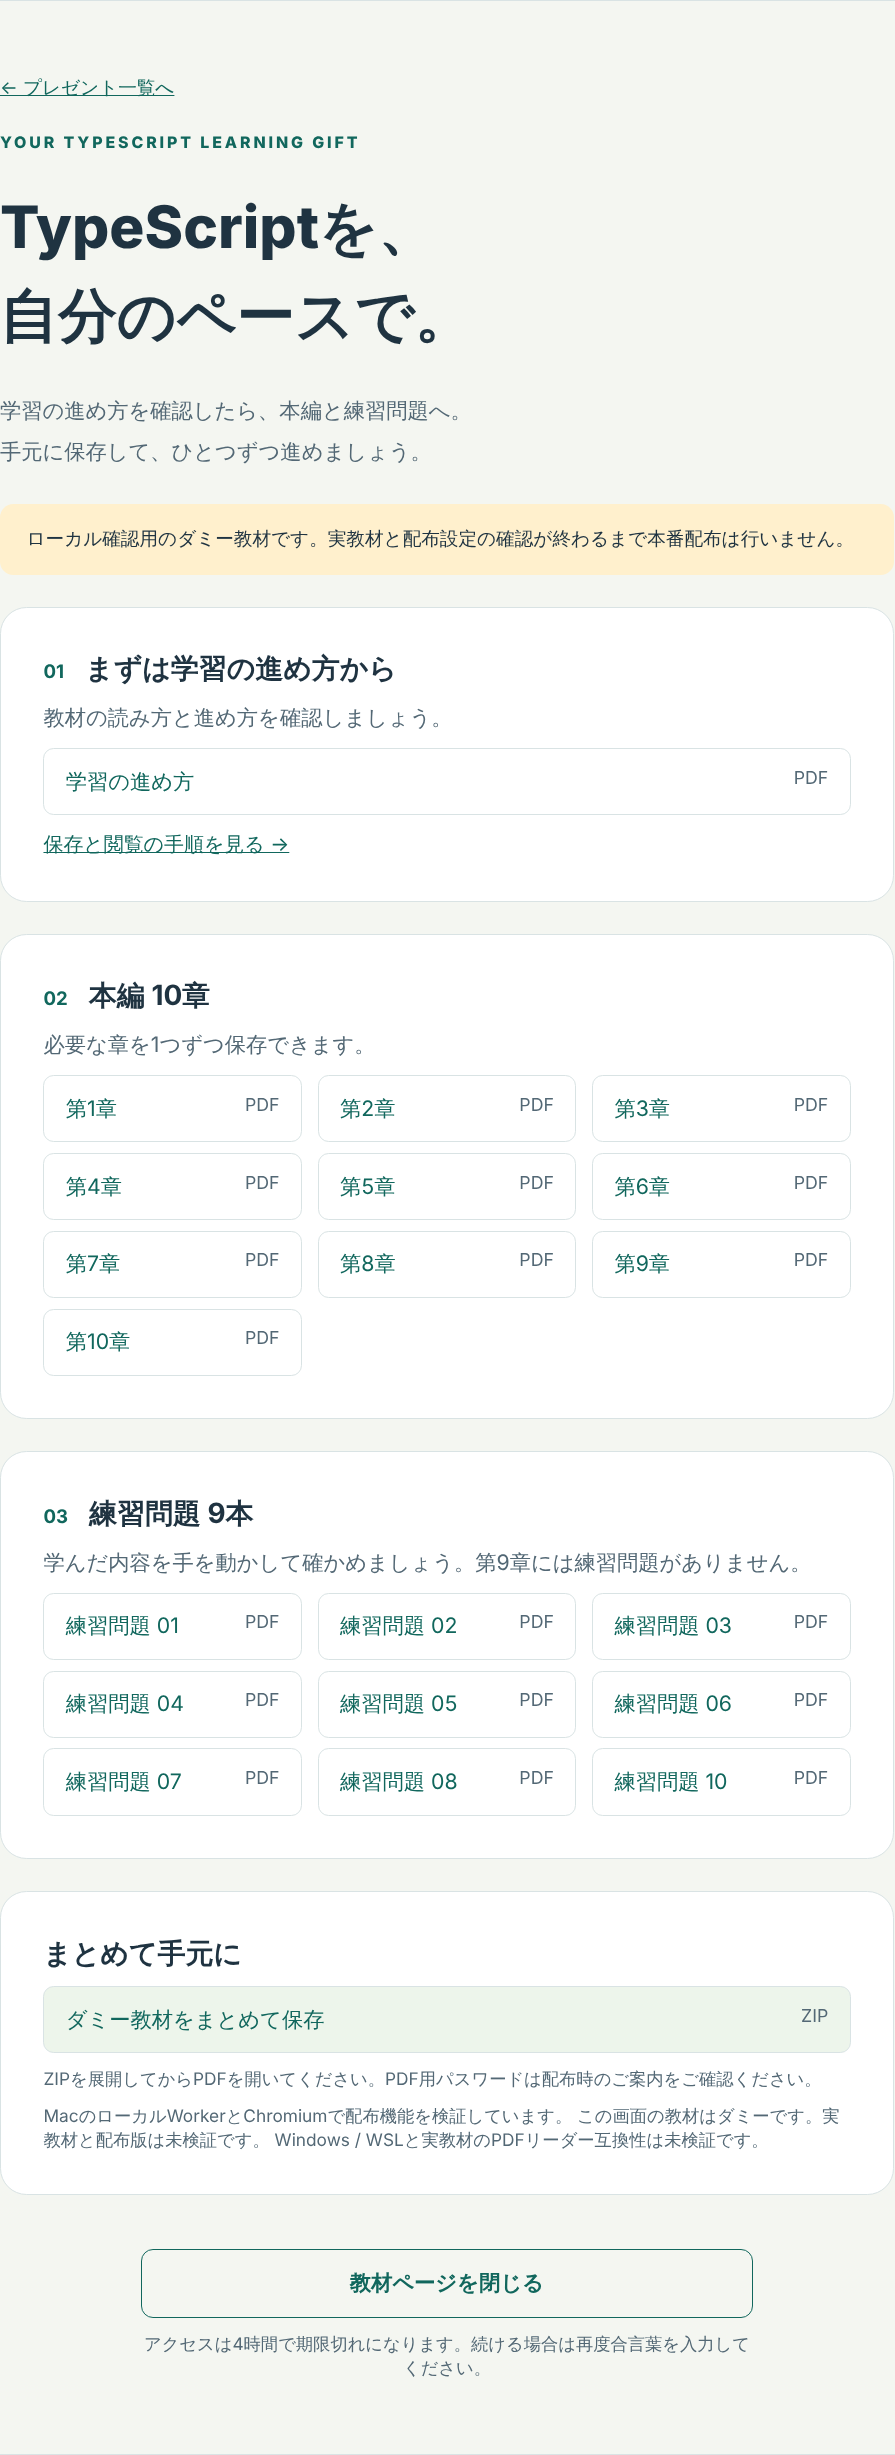 ← プレゼント一覧へ
YOUR TYPESCRIPT LEARNING GIFT
TypeScriptを、
自分のペースで。
学習の進め方を確認したら、本編と練習問題へ。
手元に保存して、ひとつずつ進めましょう。
ローカル確認用のダミー教材です。実教材と配布設定の確認が終わるまで本番配布は行いません。
01 まずは学習の進め方から
教材の読み方と進め方を確認しましょう。
学習の進め方 PDF
保存と閲覧の手順を見る →
02 本編 10章
必要な章を1つずつ保存できます。
第1章 PDF 第2章 PDF 第3章 PDF
第4章 PDF 第5章 PDF 第6章 PDF
第7章 PDF 第8章 PDF 第9章 PDF
第10章 PDF
03 練習問題 9本
学んだ内容を手を動かして確かめましょう。第9章には練習問題がありません。
練習問題 01 PDF 練習問題 02 PDF 練習問題 03 PDF
練習問題 04 PDF 練習問題 05 PDF 練習問題 06 PDF
練習問題 07 PDF 練習問題 08 PDF 練習問題 10 PDF
まとめて手元に
ダミー教材をまとめて保存 ZIP
ZIPを展開してからPDFを開いてください。PDF用パスワードは配布時のご案内をご確認ください。
MacのローカルWorkerとChromiumで配布機能を検証しています。 この画面の教材はダミーです。実
教材と配布版は未検証です。 Windows / WSLと実教材のPDFリーダー互換性は未検証です。
教材ページを閉じる
アクセスは4時間で期限切れになります。続ける場合は再度合言葉を入力して
ください。